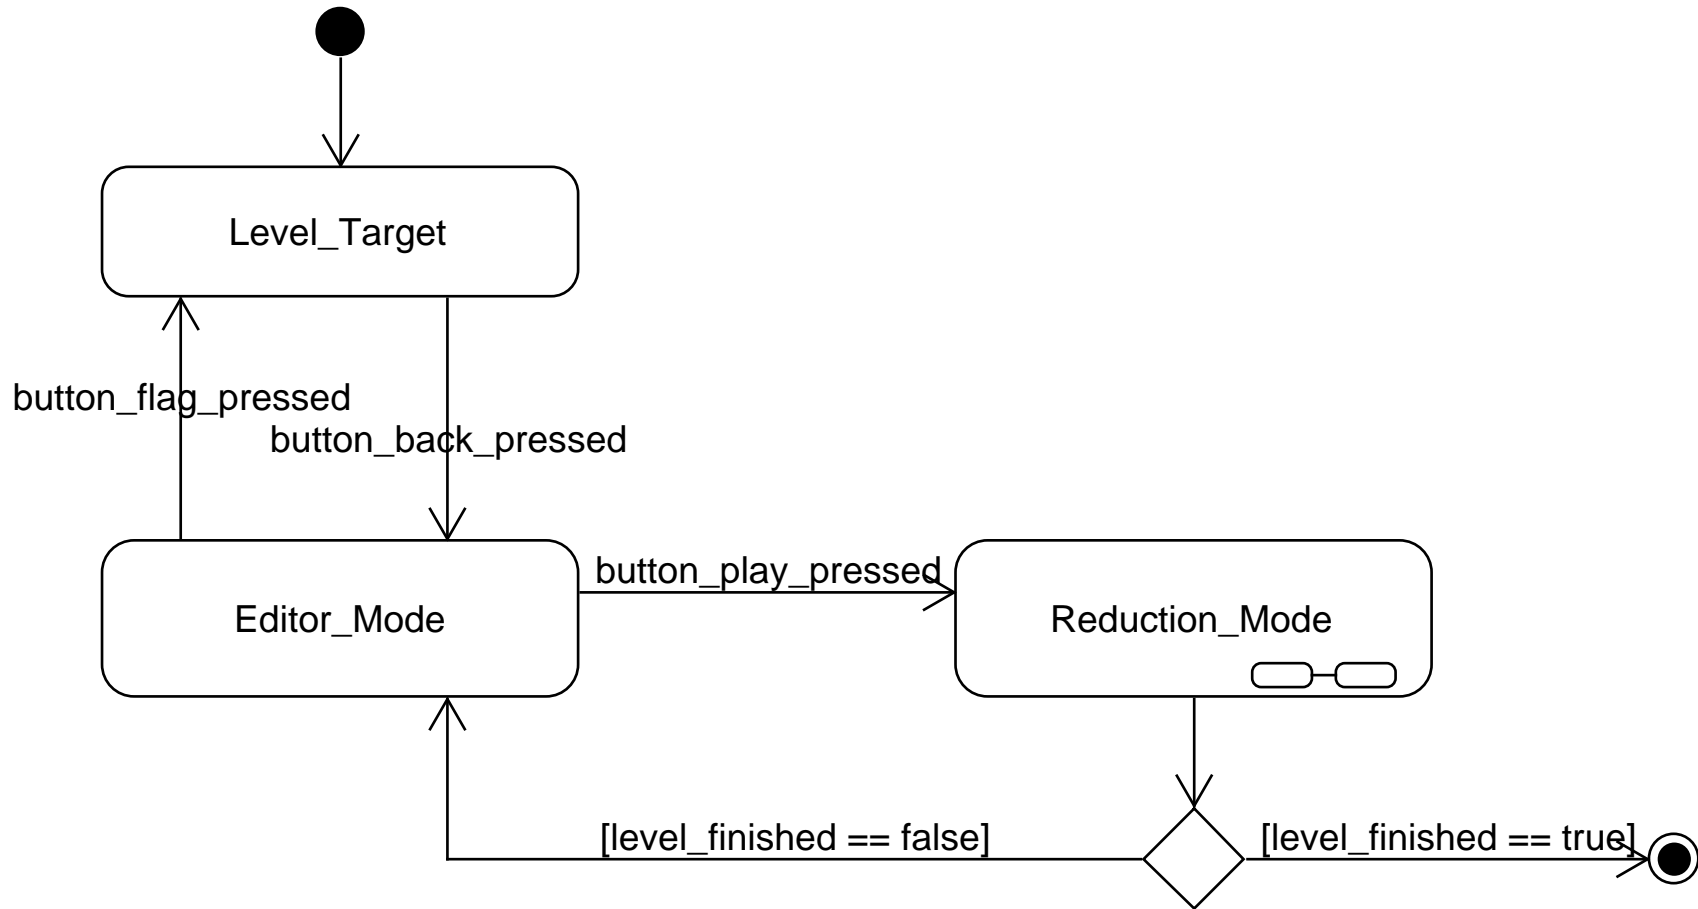 Level_Target
button_flag_pressed
button_back_pressed
button_play_pressed
Editor_Mode
Reduction_Mode
[level_finished == false]
[level_finished == true]